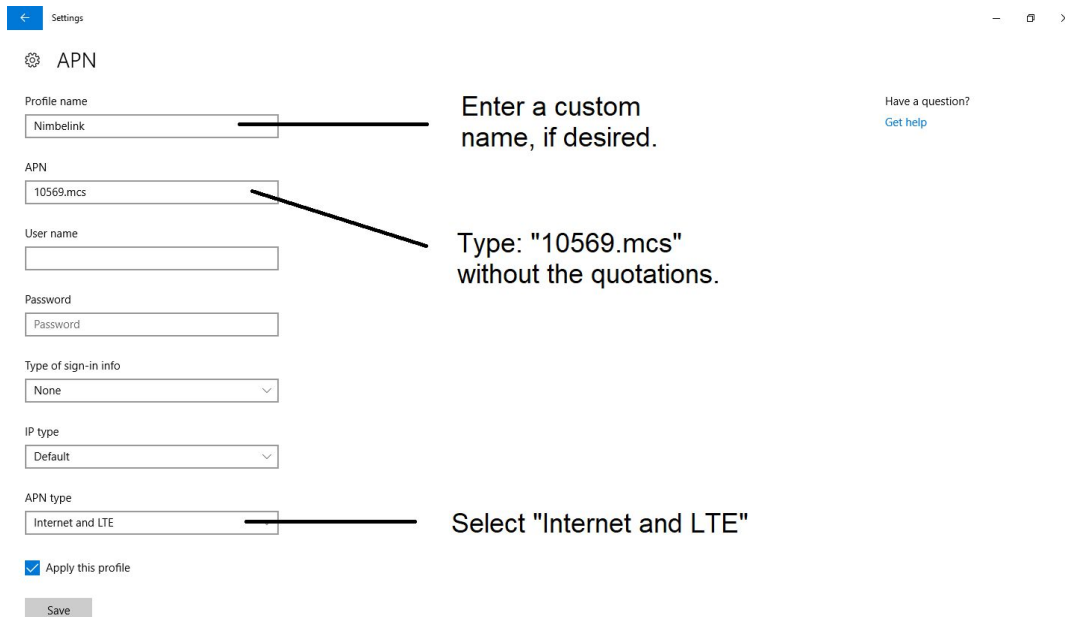 Settings
APN
Profile name
Nimbelink
Enter a custom
name, if desired.
Have a question?
Get help
APN
10569.mcs
Type: "10569.mcs"
without the quotations.
User name
Password
Password
Type of sign-in info
None
IP type
Default
APN type
Internet and LTE
Select "Internet and LTE"
Apply this profile
Save